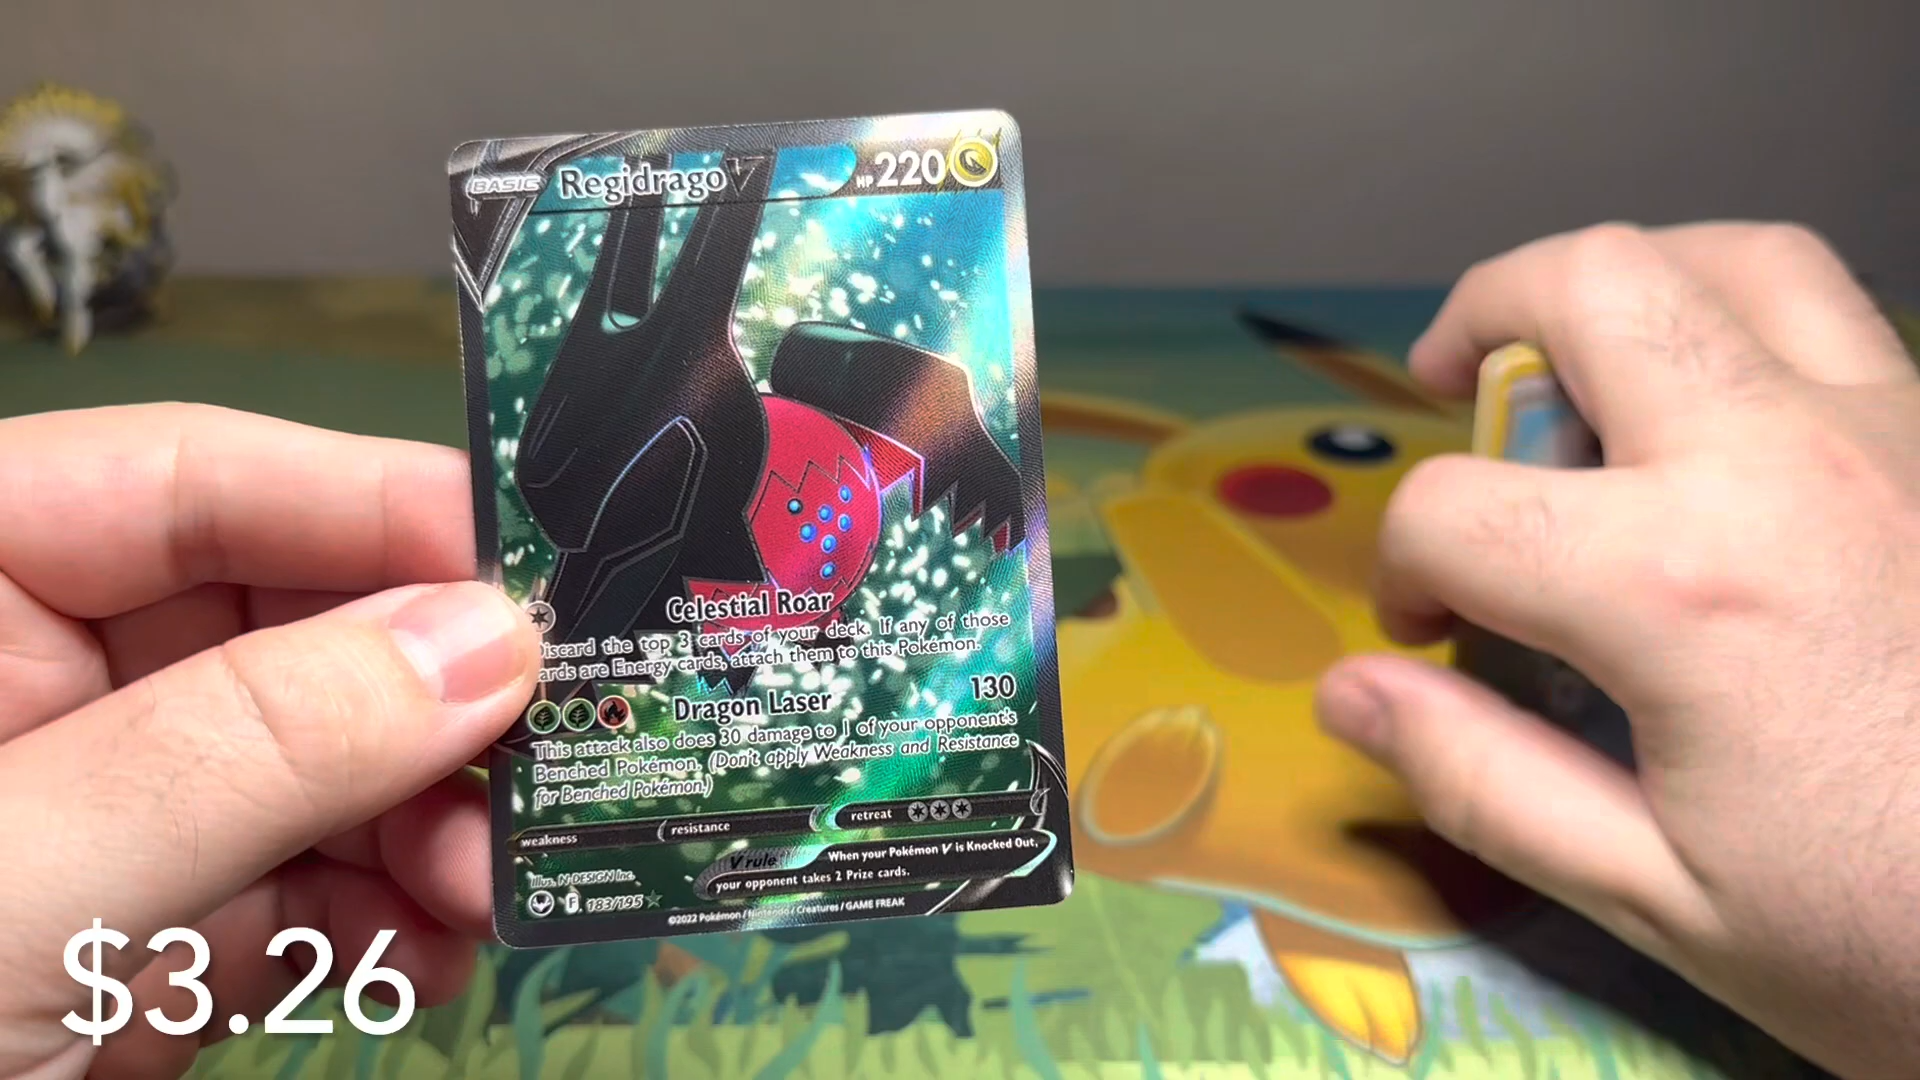 BASIC Regidrago V HP 220
Celestial Roar
Discard the top 3 cards of your deck. If any of those
ards are Energy cards, attach them to this Pokémon.
Dragon Laser 130
This attack also does 30 damage to 1 of your opponent's
Benched Pokémon. (Don't apply Weakness and Resistance
for Benched Pokémon.)
weakness resistance retreat
V rule When your Pokémon V is Knocked Out,
your opponent takes 2 Prize cards.
Illus. N-DESIGN Inc.
F 183/195
©2022 Pokémon / Nintendo / Creatures / GAME FREAK
$3.26